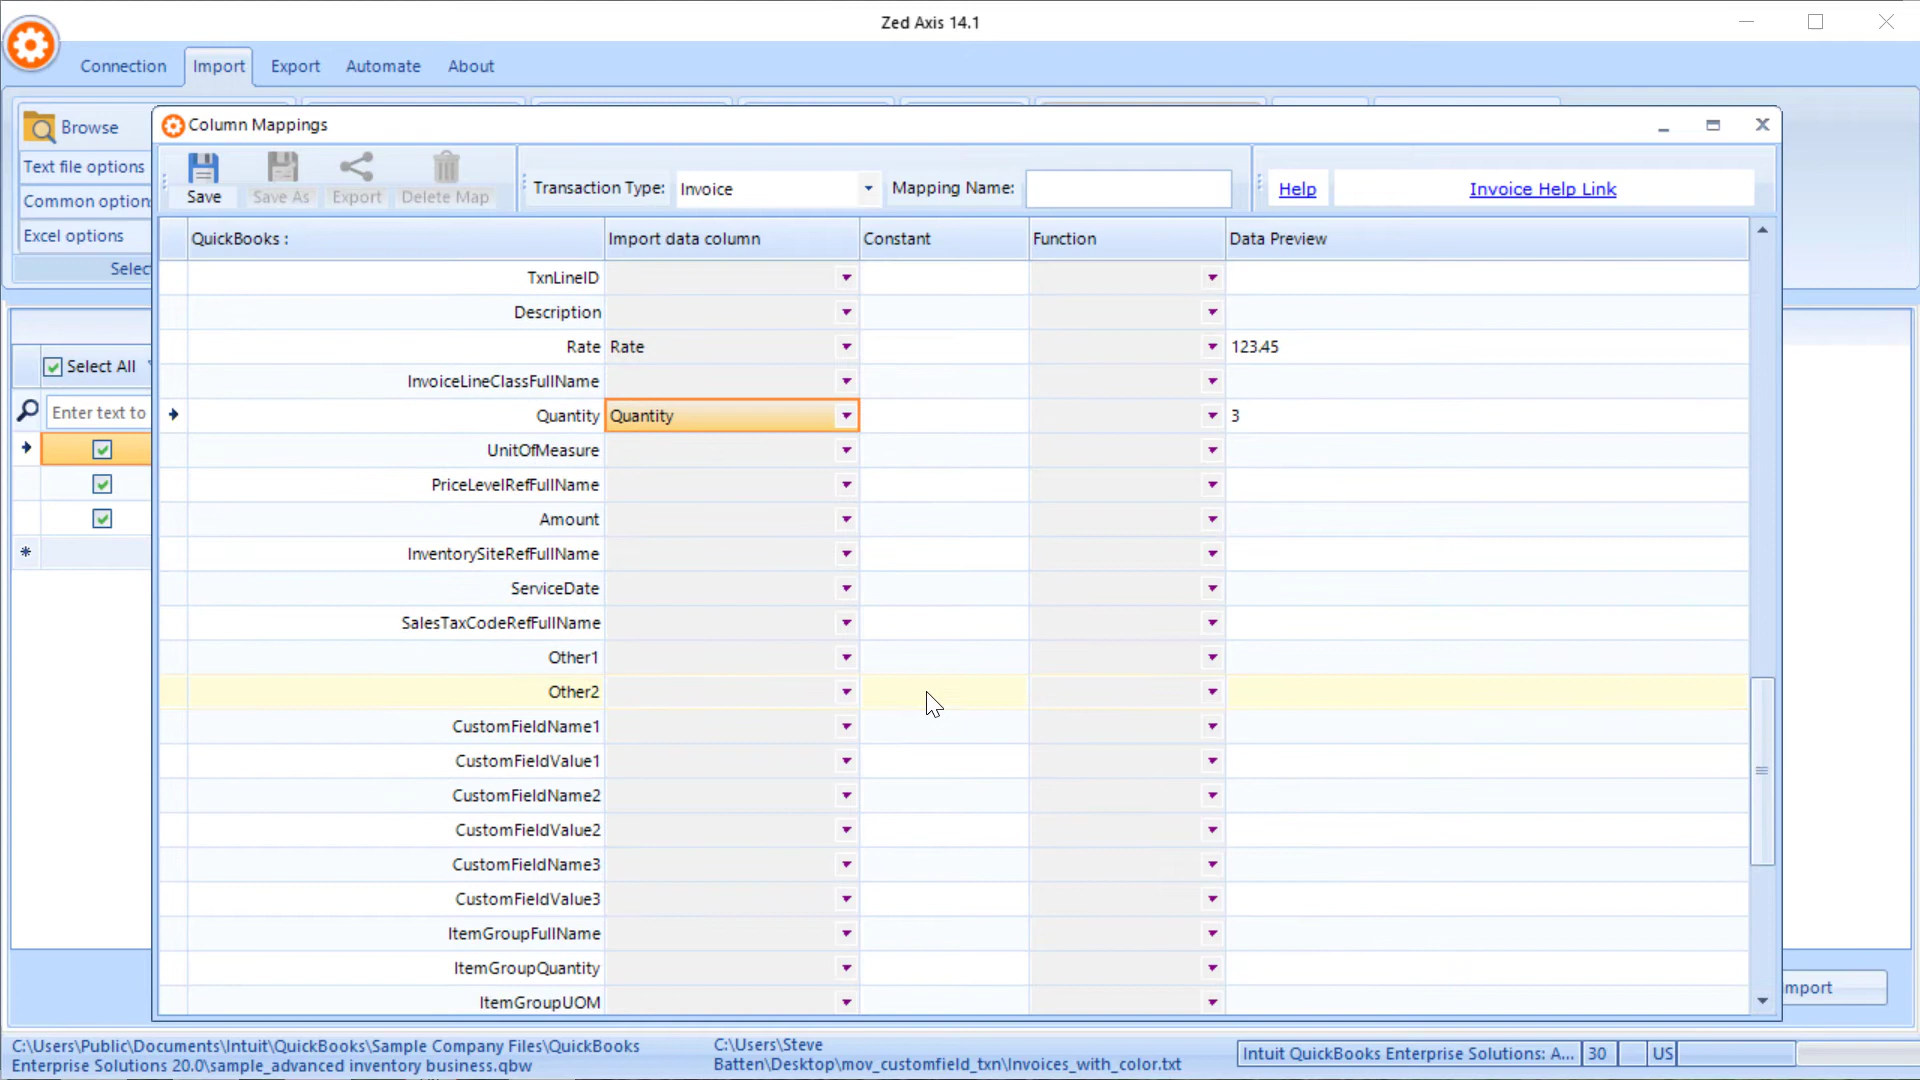 Zed Axis 14.1
Connection Import Export Automate About
Browse
Text file options
Common option
Excel options
Selec
Column Mappings
Save Save As Export Delete Map
Transaction Type: Invoice Mapping Name:
Help Invoice Help Link
QuickBooks : Import data column Constant Function Data Preview
TxnLineID
Description
Rate Rate 123.45
InvoiceLineClassFullName
Quantity Quantity 3
UnitOfMeasure
PriceLevelRefFullName
Amount
InventorySiteRefFullName
ServiceDate
SalesTaxCodeRefFullName
Other1
Other2
CustomFieldName1
CustomFieldValue1
CustomFieldName2
CustomFieldValue2
CustomFieldName3
CustomFieldValue3
ItemGroupFullName
ItemGroupQuantity
ItemGroupUOM
Select All
Enter text to
mport
C:\Users\Public\Documents\Intuit\QuickBooks\Sample Company Files\QuickBooks
Enterprise Solutions 20.0\sample_advanced inventory business.qbw
C:\Users\Steve
Batten\Desktop\mov_customfield_txn\Invoices_with_color.txt
Intuit QuickBooks Enterprise Solutions: A... 30 US